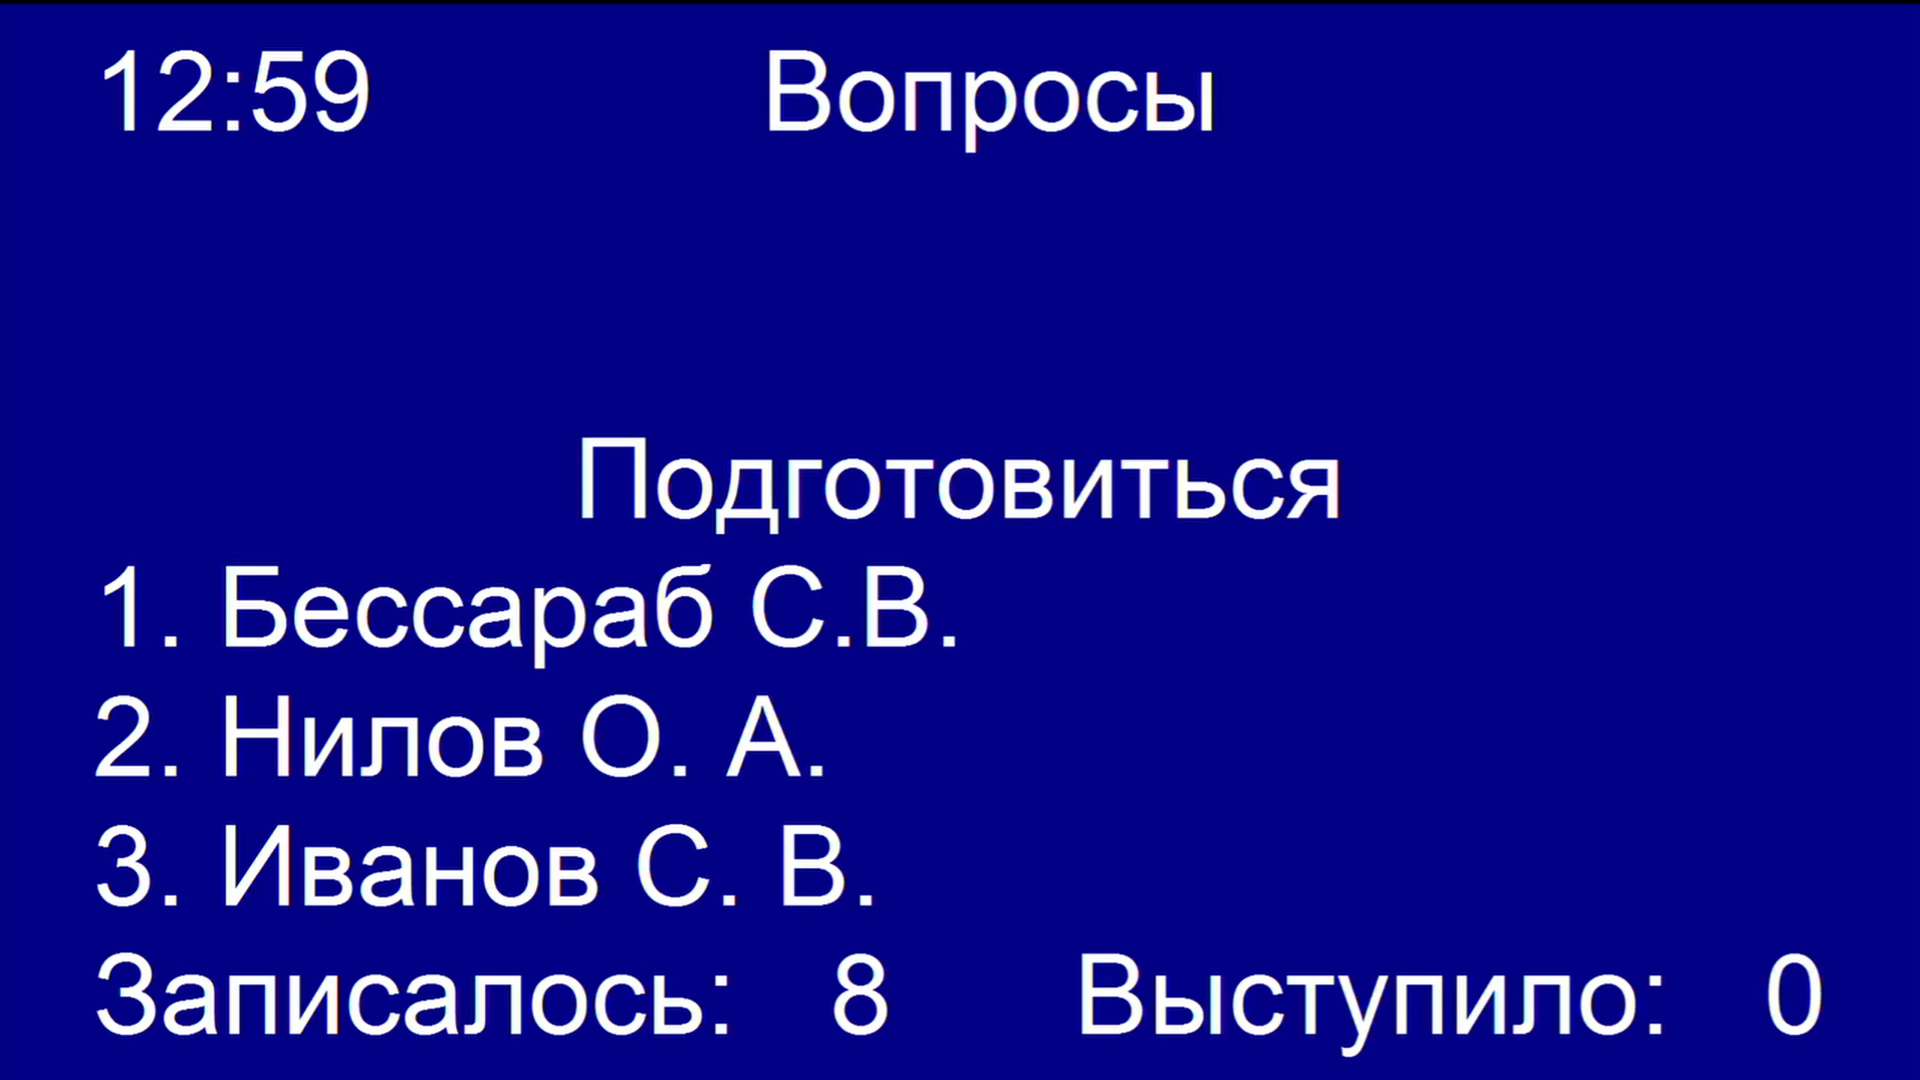 12:59 Вопросы
Подготовиться
1. Бессараб С.В.
2. Нилов О. А.
3. Иванов С. В.
Записалось: 8 Выступило: 0